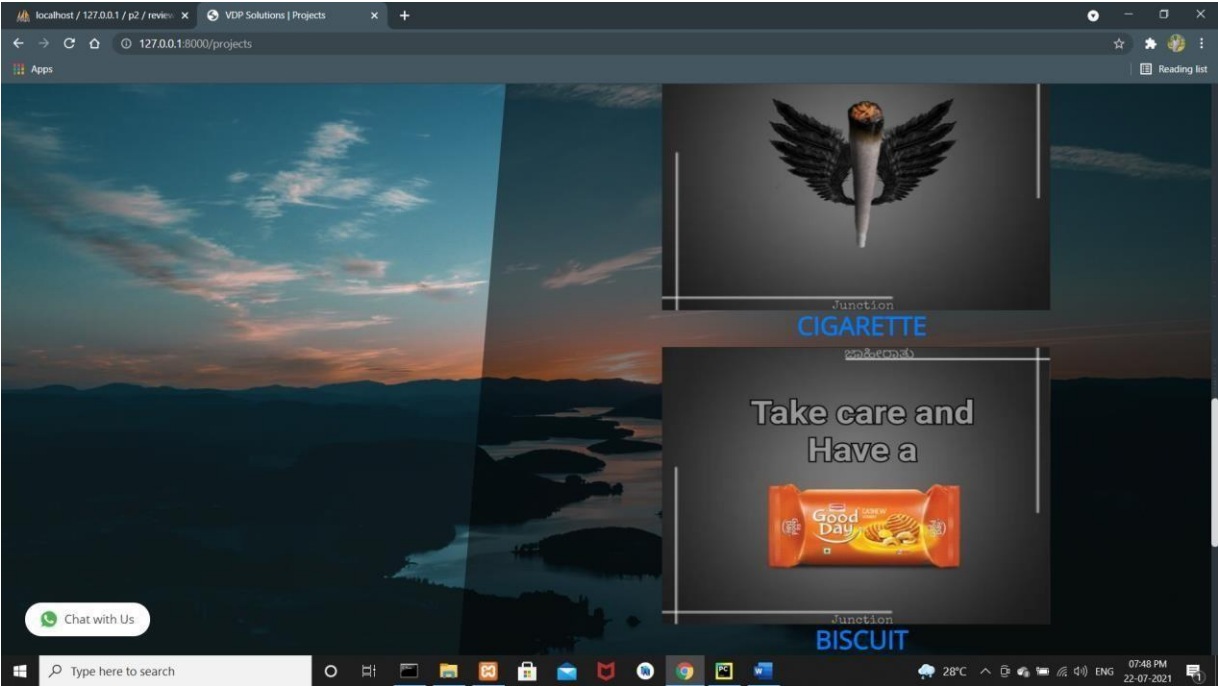 localhost / 127.0.0.1 / p2 / review
VDP Solutions | Projects
127.0.0.1:8000/projects
Apps
Reading list
Junction
CIGARETTE
ಜಾಹೀರಾತು
Take care and
Have a
Good
Day
CASHEW
Junction
BISCUIT
Chat with Us
Type here to search
28°C
ENG
07:48 PM
22-07-2021